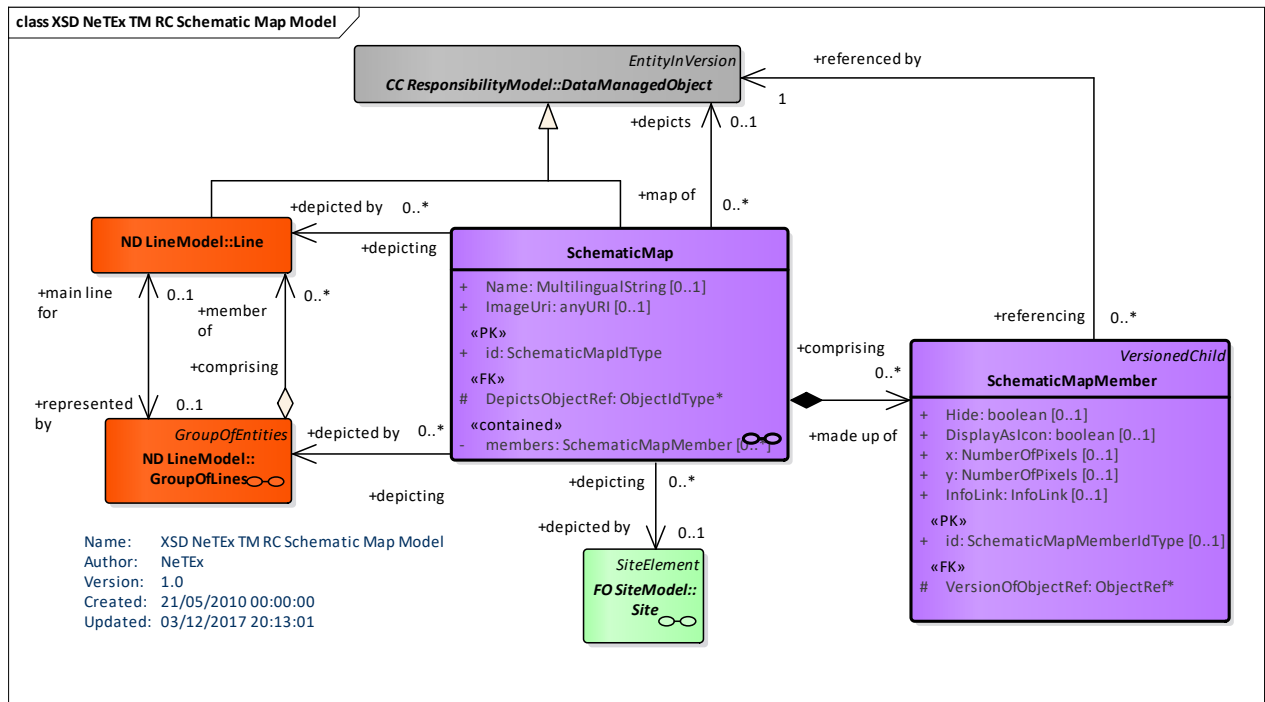 class XSD NeTEx TM RC Schematic Map Model
EntityInVersion
CC ResponsibilityModel::DataManagedObject
+referenced by
1
+depicts 0..1
+map of
0..*
+depicted by 0..*
+depicting
ND LineModel::Line
+main line
for
0..1
+member
of
0..*
+comprising
+represented
by
0..1
GroupOfEntities
ND LineModel::
GroupOfLines
+depicted by 0..*
+depicting
SchematicMap
+ Name: MultilingualString [0..1]
+ ImageUri: anyURI [0..1]
«PK»
+ id: SchematicMapIdType
«FK»
# DepictsObjectRef: ObjectIdType*
«contained»
- members: SchematicMapMember [0..*]
+comprising
0..*
+made up of
+referencing 0..*
VersionedChild
SchematicMapMember
+ Hide: boolean [0..1]
+ DisplayAsIcon: boolean [0..1]
+ x: NumberOfPixels [0..1]
+ y: NumberOfPixels [0..1]
+ InfoLink: InfoLink [0..1]
«PK»
+ id: SchematicMapMemberIdType [0..1]
«FK»
# VersionOfObjectRef: ObjectRef*
+depicting 0..*
+depicted by 0..1
SiteElement
FO SiteModel::
Site
Name: XSD NeTEx TM RC Schematic Map Model
Author: NeTEx
Version: 1.0
Created: 21/05/2010 00:00:00
Updated: 03/12/2017 20:13:01